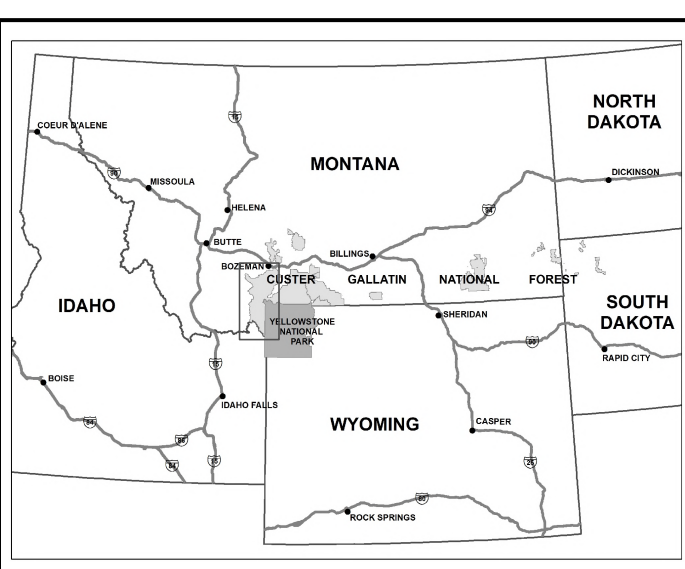 NORTH
DAKOTA
COEUR D'ALENE
15
MONTANA
90
MISSOULA
DICKINSON
HELENA
94
BUTTE
BILLINGS
BOZEMAN
CUSTER GALLATIN NATIONAL FOREST
IDAHO
SOUTH
DAKOTA
YELLOWSTONE
NATIONAL
PARK
SHERIDAN
90
RAPID CITY
15
BOISE
IDAHO FALLS
84
WYOMING
CASPER
86
84
15
25
80
ROCK SPRINGS